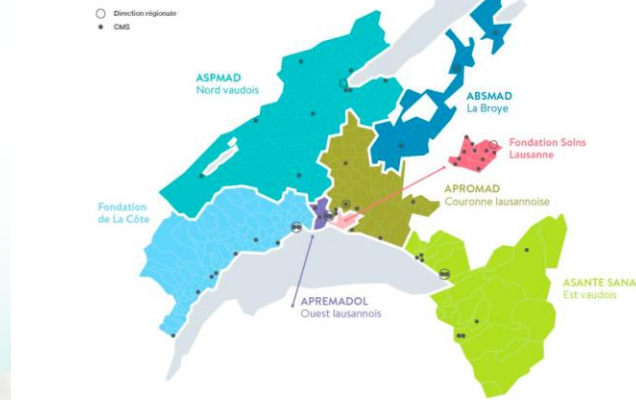 Direction régionale
CMS
ASPMAD
Nord vaudois
ABSMAD
La Broye
Fondation Soins
Lausanne
APROMAD
Couronne lausannoise
Fondation
de La Côte
ASANTE SANA
Est vaudois
APREMADOL
Ouest lausannois